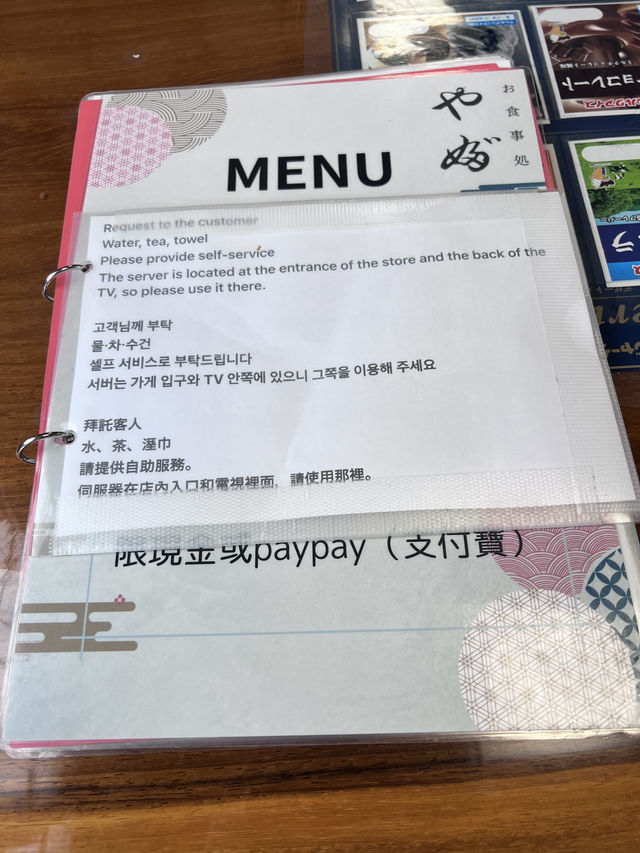 お食事処
やぶ
MENU
Request to the customer
Water, tea, towel
Please provide self-service
The server is located at the entrance of the store and the back of the
TV, so please use it there.
고객님께 부탁
물·차·수건
셀프 서비스로 부탁드립니다
서버는 가게 입구와 TV 안쪽에 있으니 그쪽을 이용해 주세요
拜託客人
水、茶、溼巾
請提供自助服務。
伺服器在店內入口和電視裡面，請使用那裡。
限現金或paypay（支付寶）